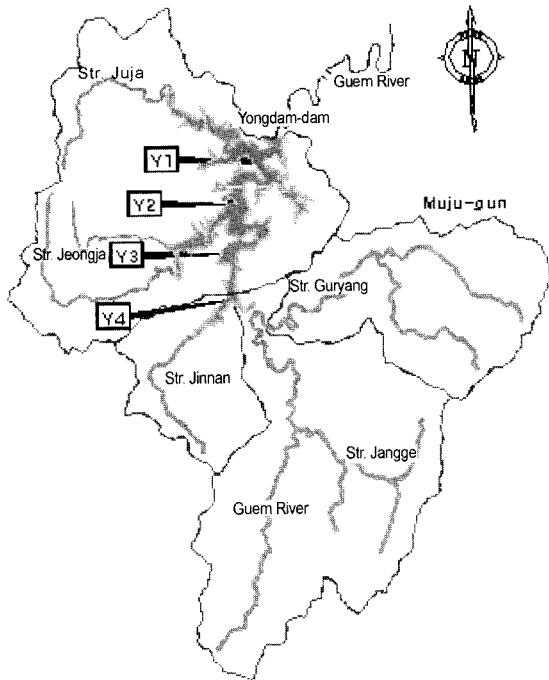 Str. Juja
Guem River
N
Yongdam-dam
Y1
Y2
Muju-gun
Str. Jeongja
Y3
Str. Guryang
Y4
Str. Jinnan
Str. Jangge
Guem River